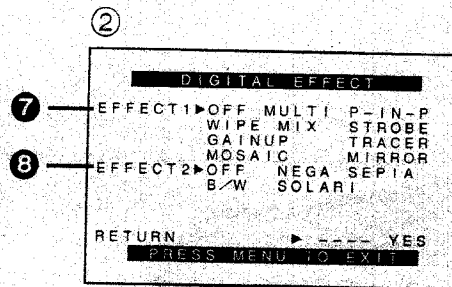 ②
DIGITAL EFFECT
7 EFFECT1▶OFF MULTI P-IN-P
WIPE MIX STROBE
GAINUP TRACER
MOSAIC MIRROR
8 EFFECT2▶OFF NEGA SEPIA
B/W SOLARI
RETURN ▶ ---- YES
PRESS MENU TO EXIT